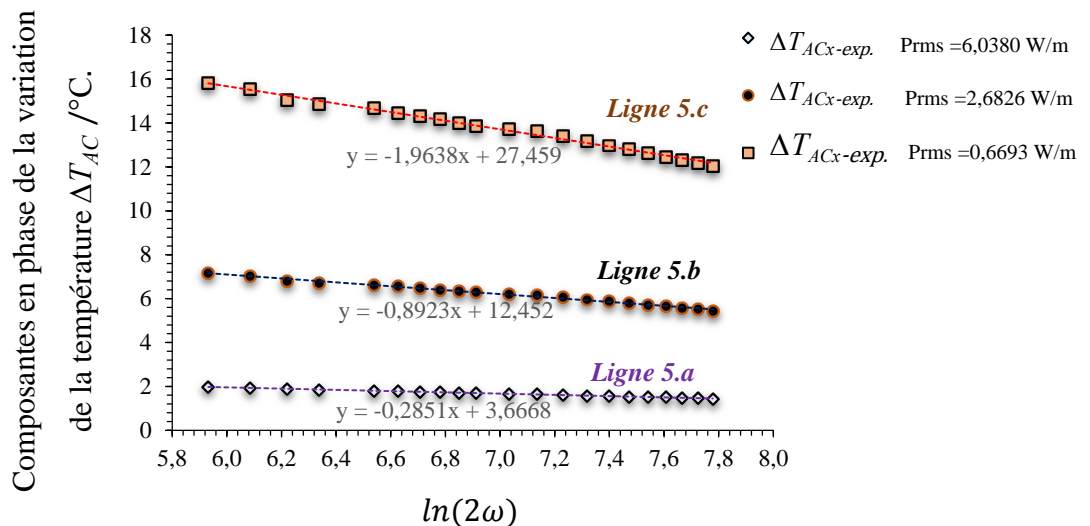 Composantes en phase de la variation
de la température ΔT_AC /°C.
18
16
14
12
10
8
6
4
2
0
Ligne 5.c
y = -1,9638x + 27,459
Ligne 5.b
y = -0,8923x + 12,452
Ligne 5.a
y = -0,2851x + 3,6668
5,8 6,0 6,2 6,4 6,6 6,8 7,0 7,2 7,4 7,6 7,8 8,0
ln(2ω)
ΔT_ACx-exp. Prms =6,0380 W/m
ΔT_ACx-exp. Prms =2,6826 W/m
ΔT_ACx-exp. Prms =0,6693 W/m